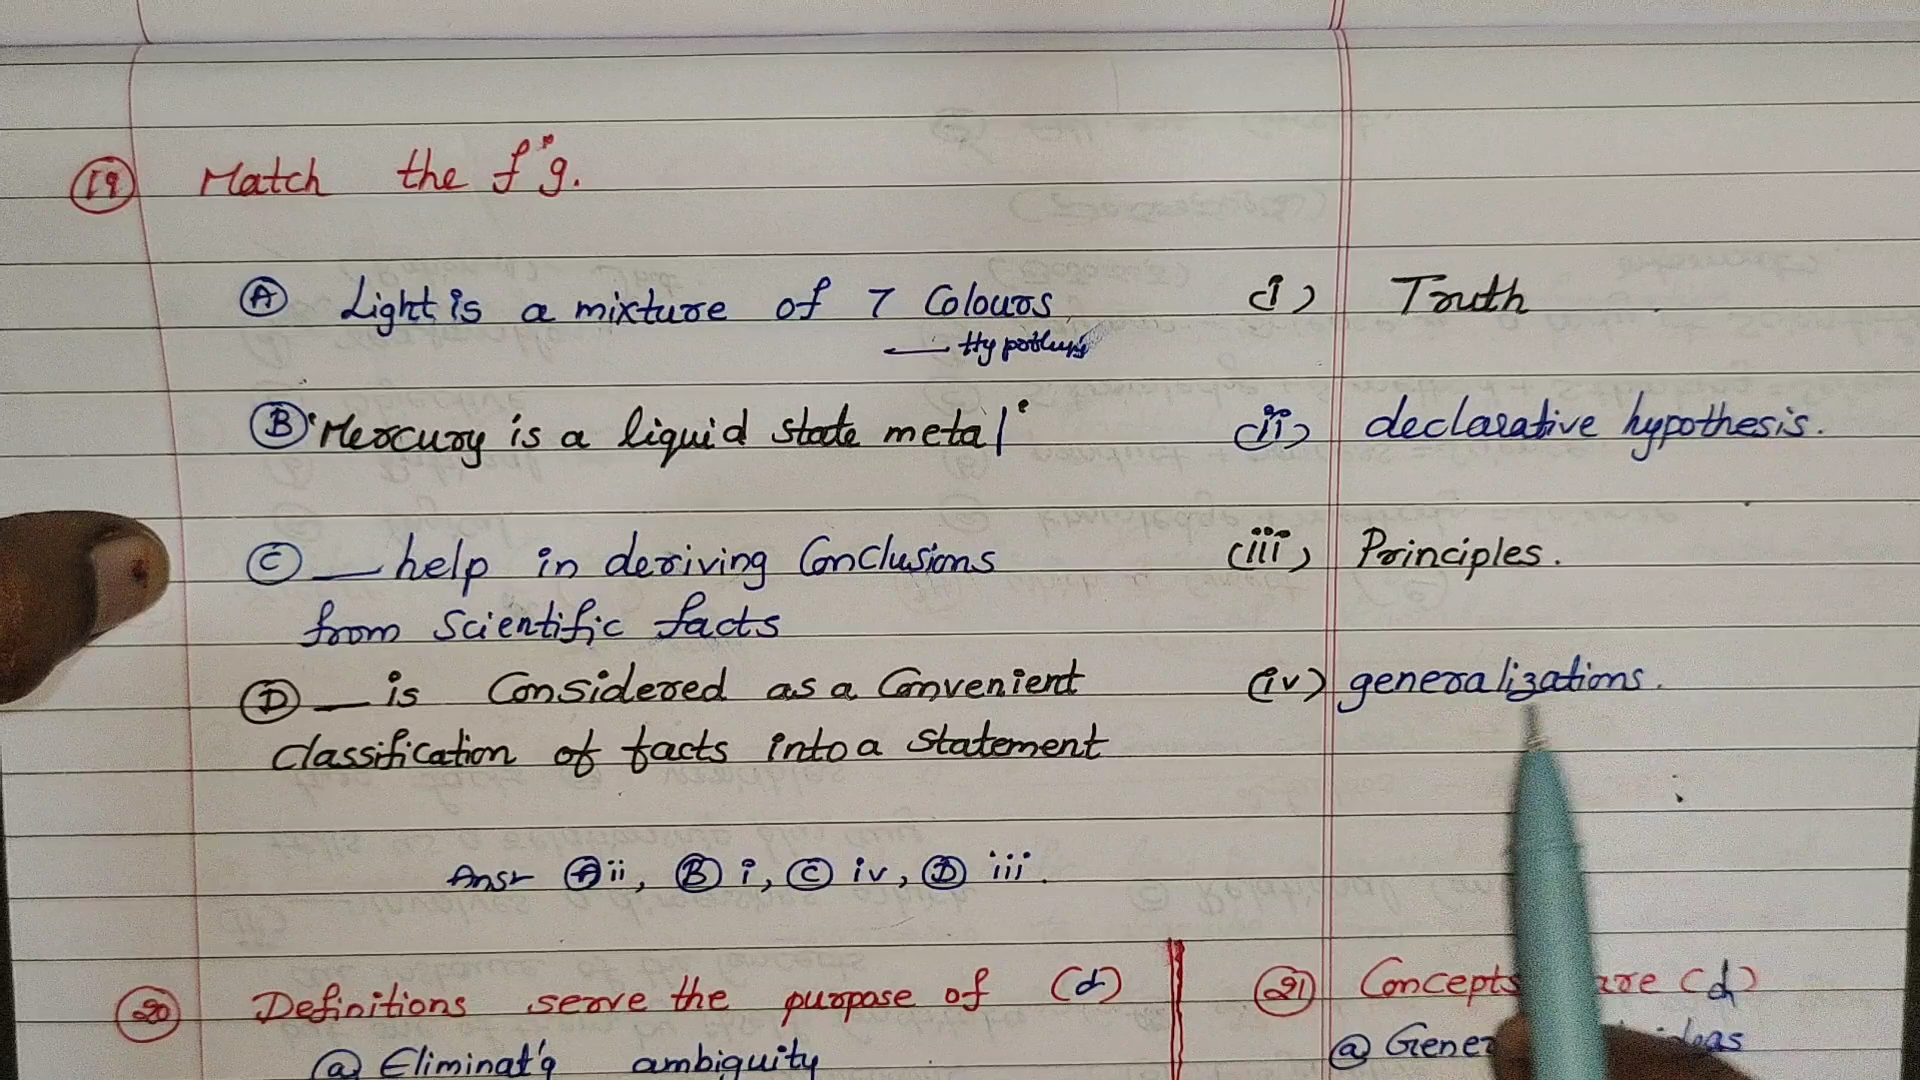 19 Match the f"g.
A Light is a mixture of 7 Colours (i) Truth
— Hypothesis
B 'Mercury is a liquid state metal' (ii) declarative hypothesis.
C __ help in deriving Conclusions (iii) Principles.
from Scientific facts
D __ is Considered as a Convenient (iv) generalizations.
Classification of facts into a Statement
Ans:- A ii, B i, C iv, D iii.
20 Definitions serve the purpose of (d)
(a) Eliminat'g ambiguity
21 Concepts are (d)
(a)